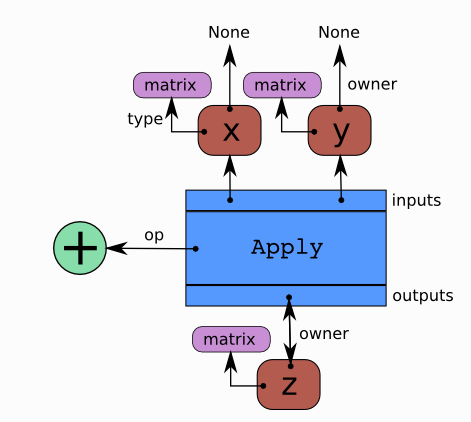 None None
matrix matrix owner
type x y
inputs
op Apply
+
outputs
owner
matrix
z